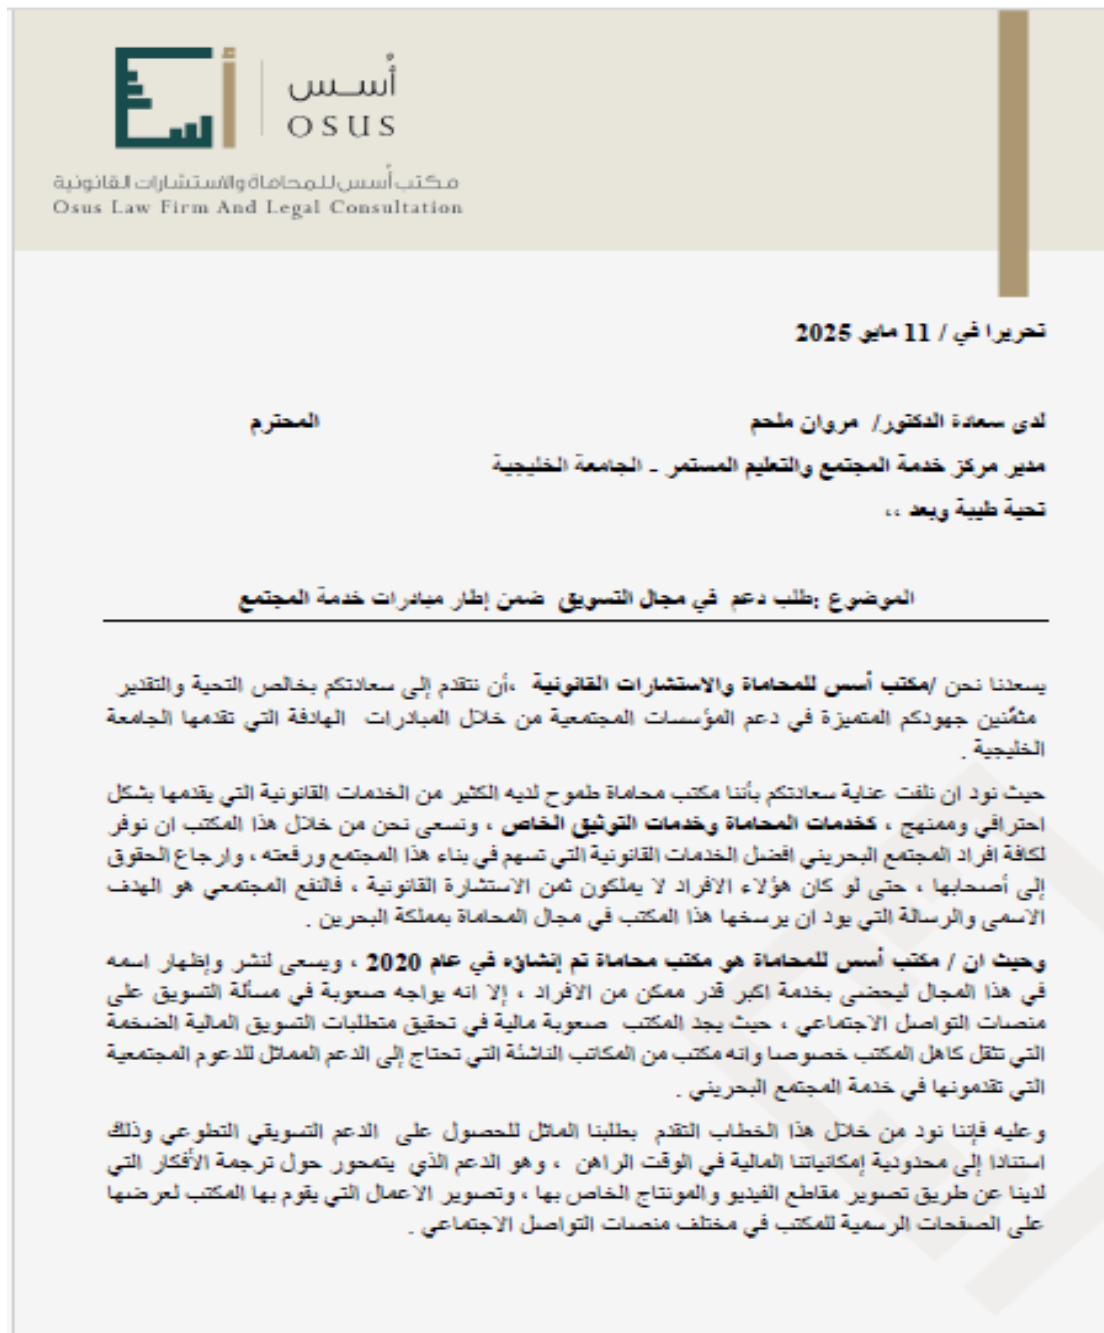 أسس
OSUS
مكتب أسس للمحاماة والاستشارات القانونية
Osus Law Firm And Legal Consultation
تحريرا في / 11 مايو 2025
لدى سعادة الدكتور/ مروان ملحم المحترم
مدير مركز خدمة المجتمع والتعليم المستمر - الجامعة الخليجية
تحية طيبة وبعد ،،
الموضوع :طلب دعم في مجال التسويق ضمن إطار مبادرات خدمة المجتمع
يسعدنا نحن /مكتب أسس للمحاماة والاستشارات القانونية ،أن نتقدم إلى سعادتكم بخالص التحية والتقدير
مثمّنين جهودكم المتميزة في دعم المؤسسات المجتمعية من خلال المبادرات الهادفة التي تقدمها الجامعة
الخليجية .
حيث نود ان نلفت عناية سعادتكم بأننا مكتب محاماة طموح لديه الكثير من الخدمات القانونية التي يقدمها بشكل
احترافي وممنهج ، كخدمات المحاماة وخدمات التوثيق الخاص ، ونسعى نحن من خلال هذا المكتب ان نوفر
لكافة افراد المجتمع البحريني افضل الخدمات القانونية التي تسهم في بناء هذا المجتمع ورفعته ، وارجاع الحقوق
إلى أصحابها ، حتى لو كان هؤلاء الافراد لا يملكون ثمن الاستشارة القانونية ، فالنفع المجتمعي هو الهدف
الاسمى والرسالة التي يود ان يرسخها هذا المكتب في مجال المحاماة بمملكة البحرين .
وحيث ان / مكتب أسس للمحاماة هو مكتب محاماة تم إنشاؤه في عام 2020 ، ويسعى لنشر وإظهار اسمه
في هذا المجال ليحضى بخدمة اكبر قدر ممكن من الافراد ، إلا انه يواجه صعوبة في مسألة التسويق على
منصات التواصل الاجتماعي ، حيث يجد المكتب صعوبة مالية في تحقيق متطلبات التسويق المالية الضخمة
التي تثقل كاهل المكتب خصوصا وانه مكتب من المكاتب الناشئة التي تحتاج إلى الدعم المماثل للدعوم المجتمعية
التي تقدمونها في خدمة المجتمع البحريني .
وعليه فإننا نود من خلال هذا الخطاب التقدم بطلبنا الماثل للحصول على الدعم التسويقي التطوعي وذلك
استنادا إلى محدودية إمكانياتنا المالية في الوقت الراهن ، وهو الدعم الذي يتمحور حول ترجمة الأفكار التي
لدينا عن طريق تصوير مقاطع الفيديو والمونتاج الخاص بها ، وتصوير الاعمال التي يقوم بها المكتب لعرضها
على الصفحات الرسمية للمكتب في مختلف منصات التواصل الاجتماعي .